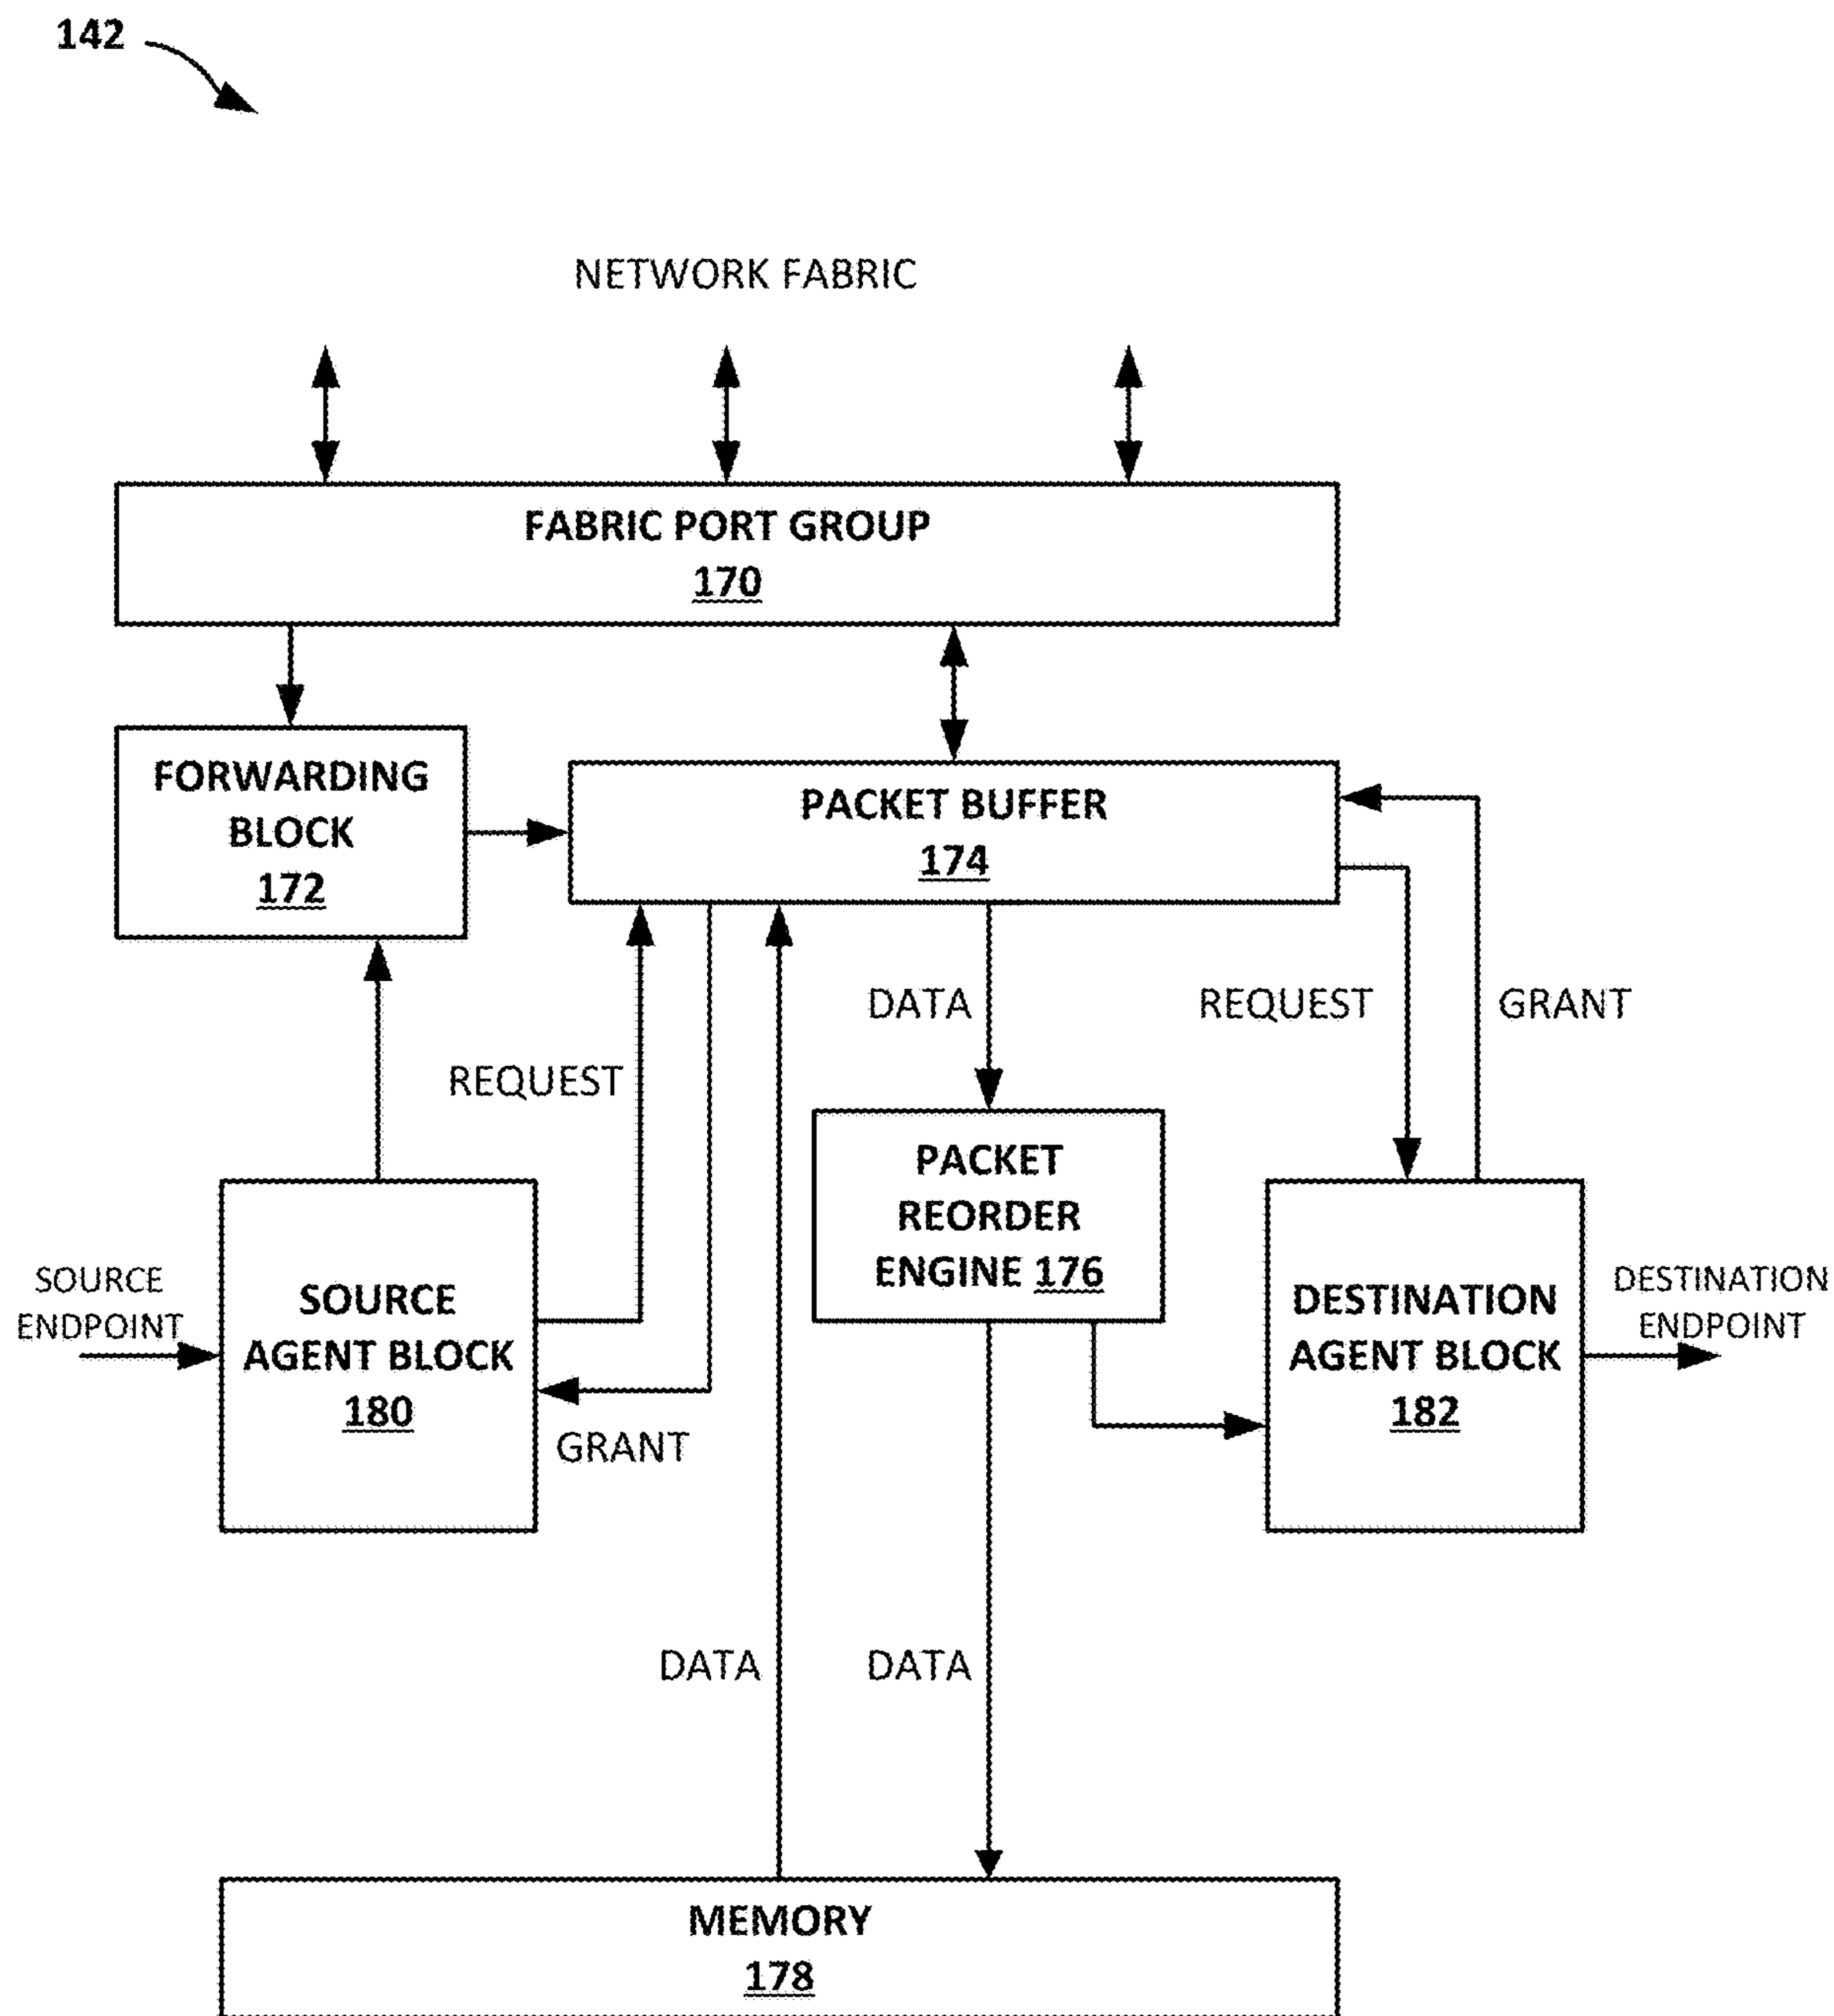 142
NETWORK FABRIC
FABRIC PORT GROUP
170
FORWARDING
BLOCK
172
PACKET BUFFER
174
DATA
REQUEST
GRANT
REQUEST
PACKET
REORDER
ENGINE 176
SOURCE
ENDPOINT
SOURCE
AGENT BLOCK
180
DESTINATION
AGENT BLOCK
182
DESTINATION
ENDPOINT
GRANT
DATA
DATA
MEMORY
178